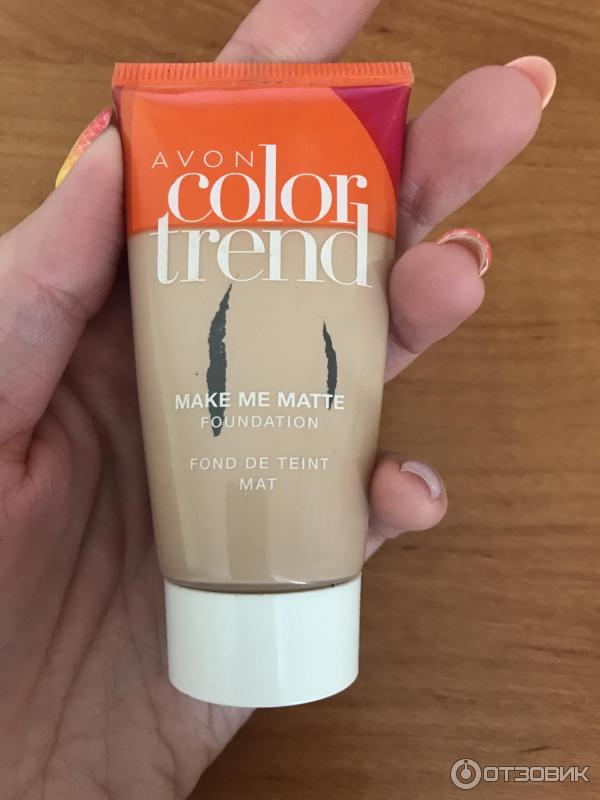 AVON
color
trend
MAKE ME MATTE
FOUNDATION
FOND DE TEINT
MAT
ОТЗОВИК